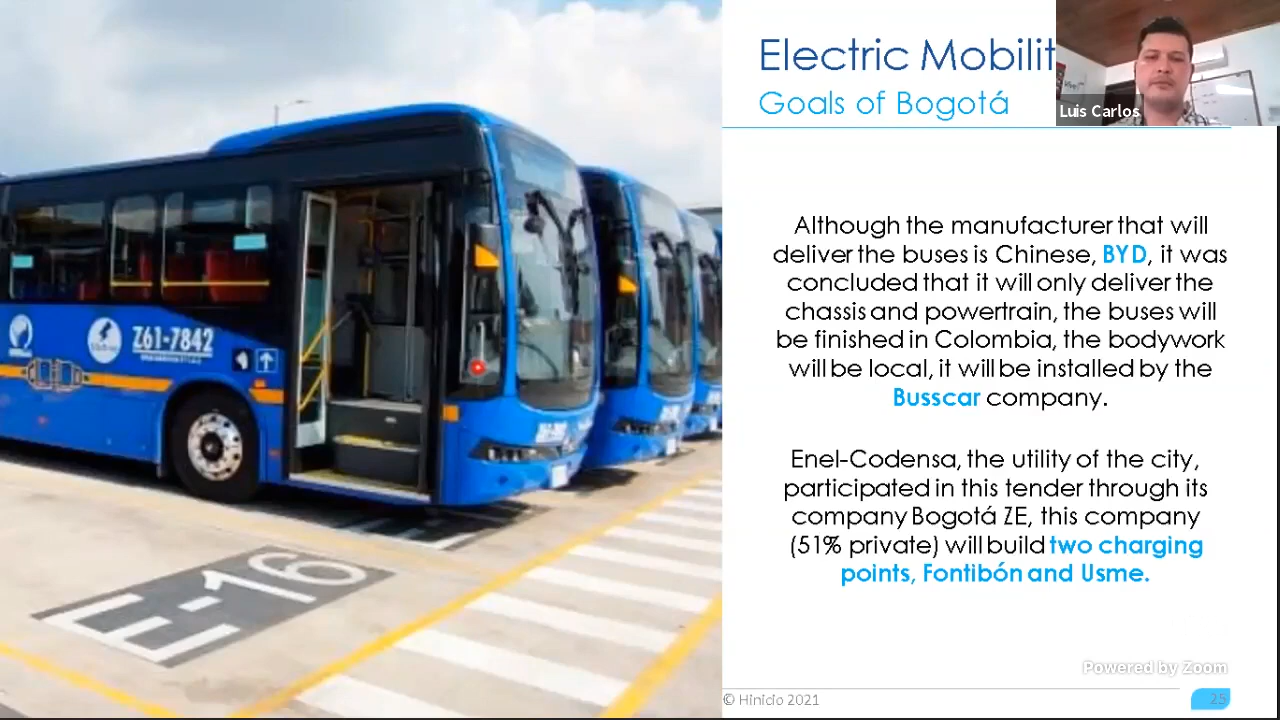 Electric Mobilit
Goals of Bogotá
Luis Carlos
Although the manufacturer that will
deliver the buses is Chinese, BYD, it was
concluded that it will only deliver the
chassis and powertrain, the buses will
be finished in Colombia, the bodywork
will be local, it will be installed by the
Busscar company.
Enel-Codensa, the utility of the city,
participated in this tender through its
company Bogotá ZE, this company
(51% private) will build two charging
points, Fontibón and Usme.
Z61-7842
E-16
Powered by Zoom
© Hinicio 2021
25